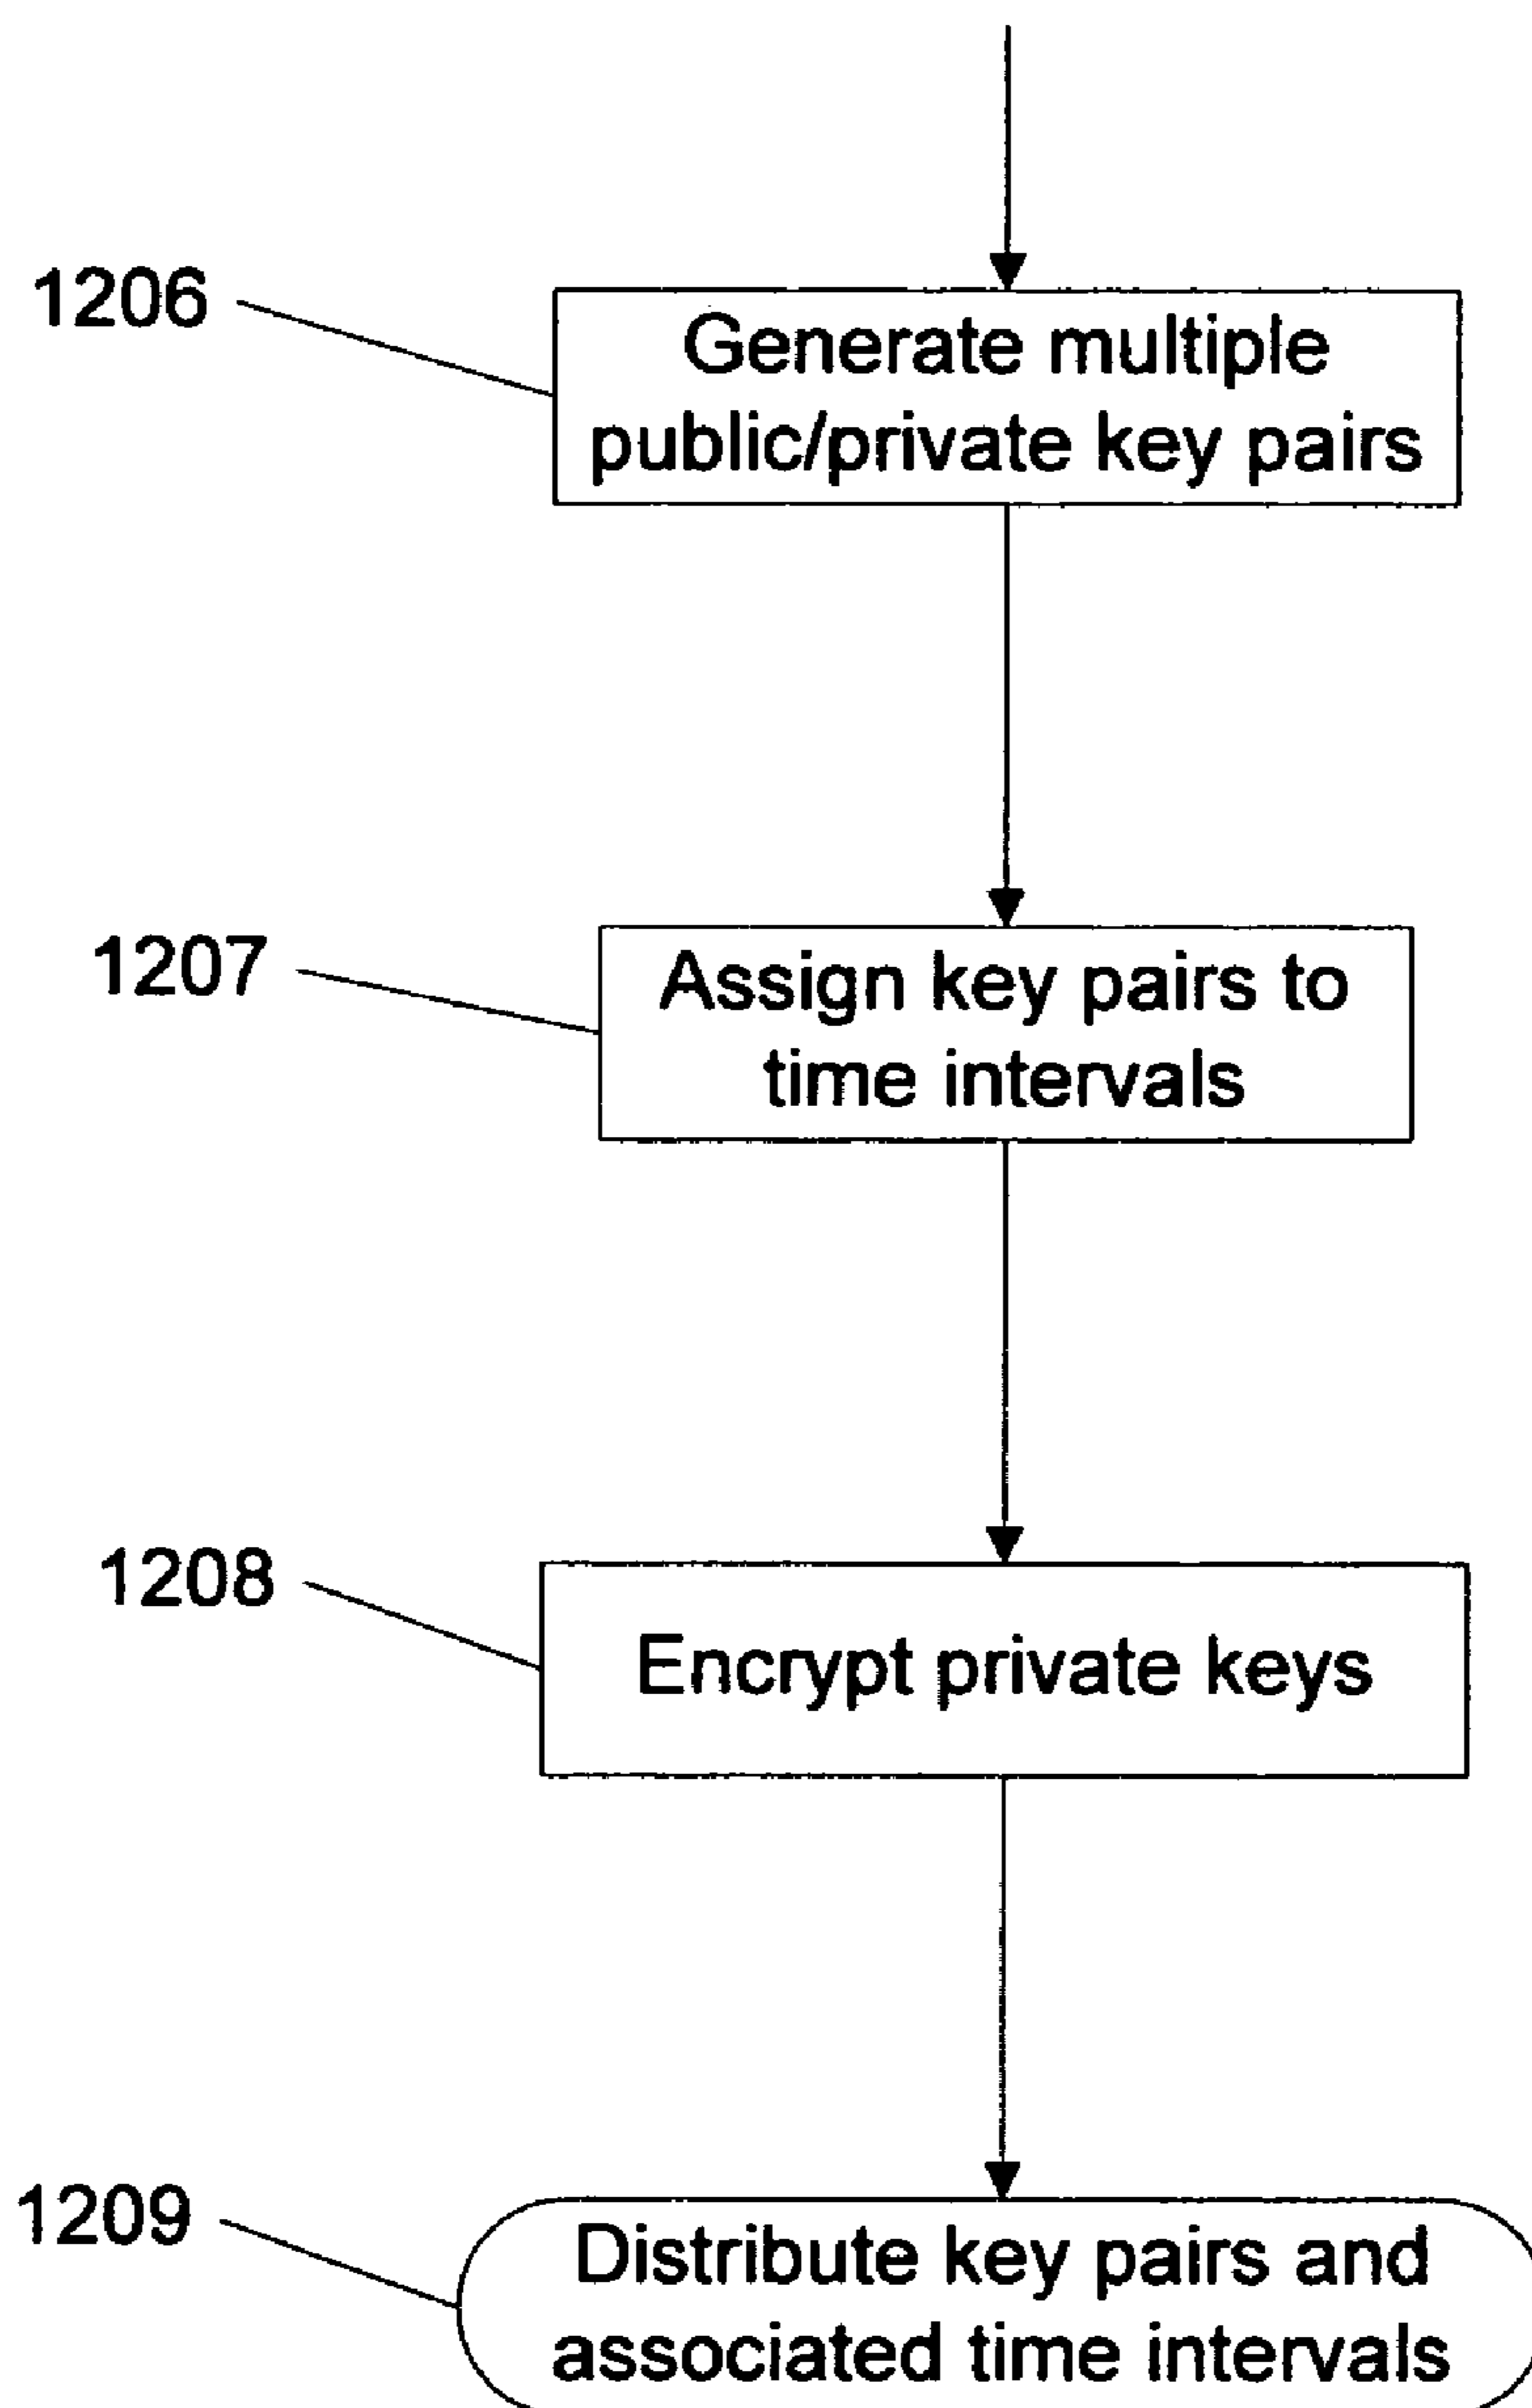 1206
Generate multiple
public/private key pairs
1207
Assign key pairs to
time intervals
1208
Encrypt private keys
1209
Distribute key pairs and
associated time intervals